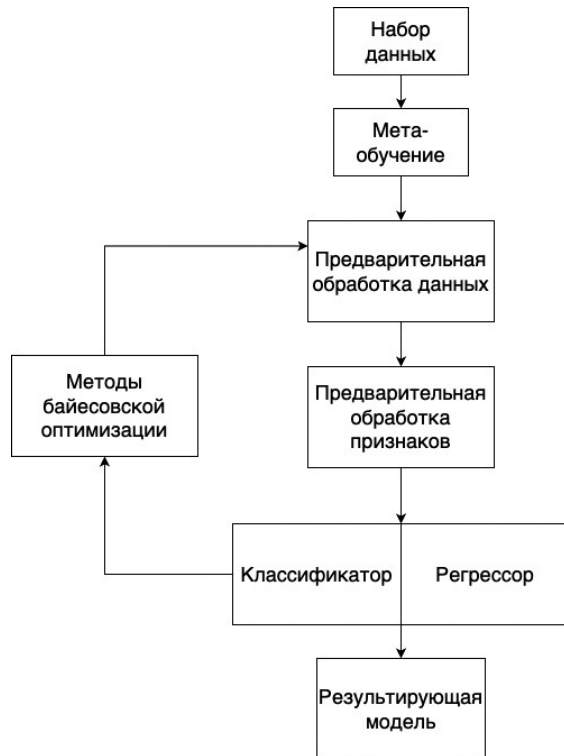 Набор
данных
Мета-
обучение
Предварительная
обработка данных
Методы
байесовской
оптимизации
Предварительная
обработка
признаков
Классификатор
Регрессор
Результирующая
модель